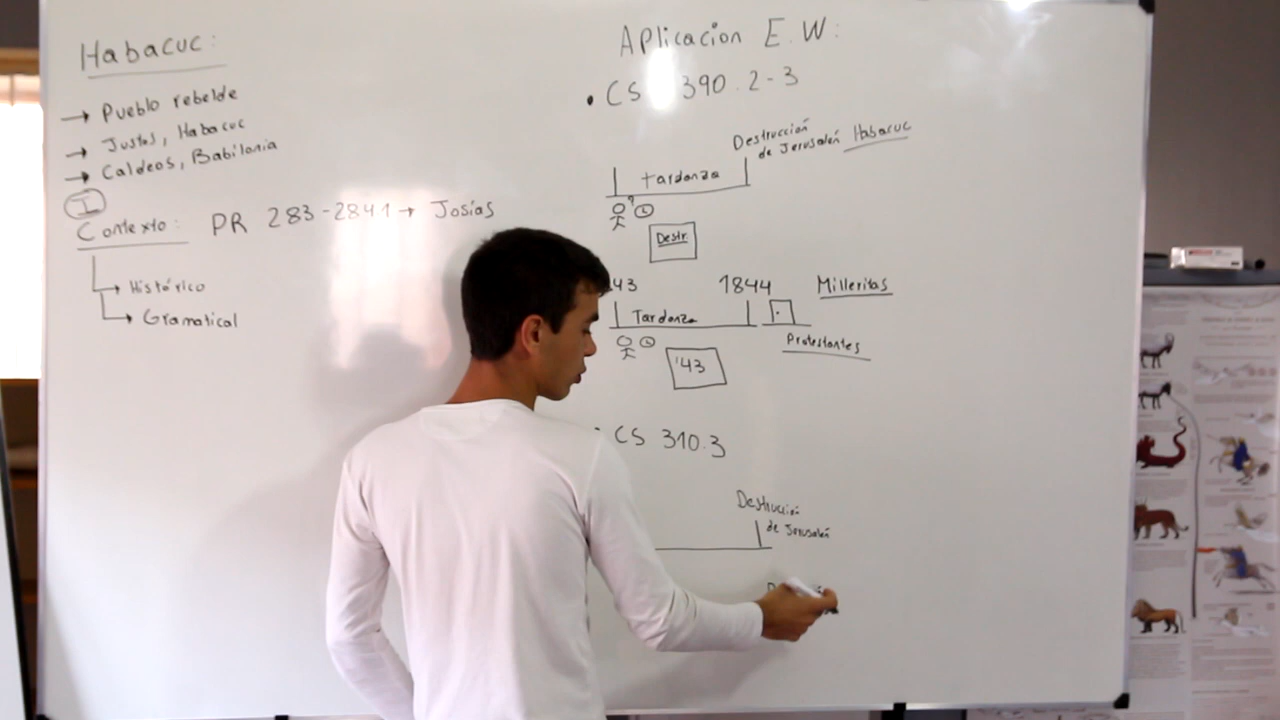 Habacuc:
→ Pueblo rebelde
→ Justos, Habacuc
→ Caldeos, Babilonia
I
Contexto: PR 283-2841 → Josías
→ Histórico
→ Gramatical
Aplicacion E.W:
• CS 390.2-3
Destrucción
de Jerusalén Habacuc
tardanza
?
Destr.
43 1844 Milleritas
Tardanza
Protestantes
'43
• CS 310.3
Destrucción
de Jerusalén